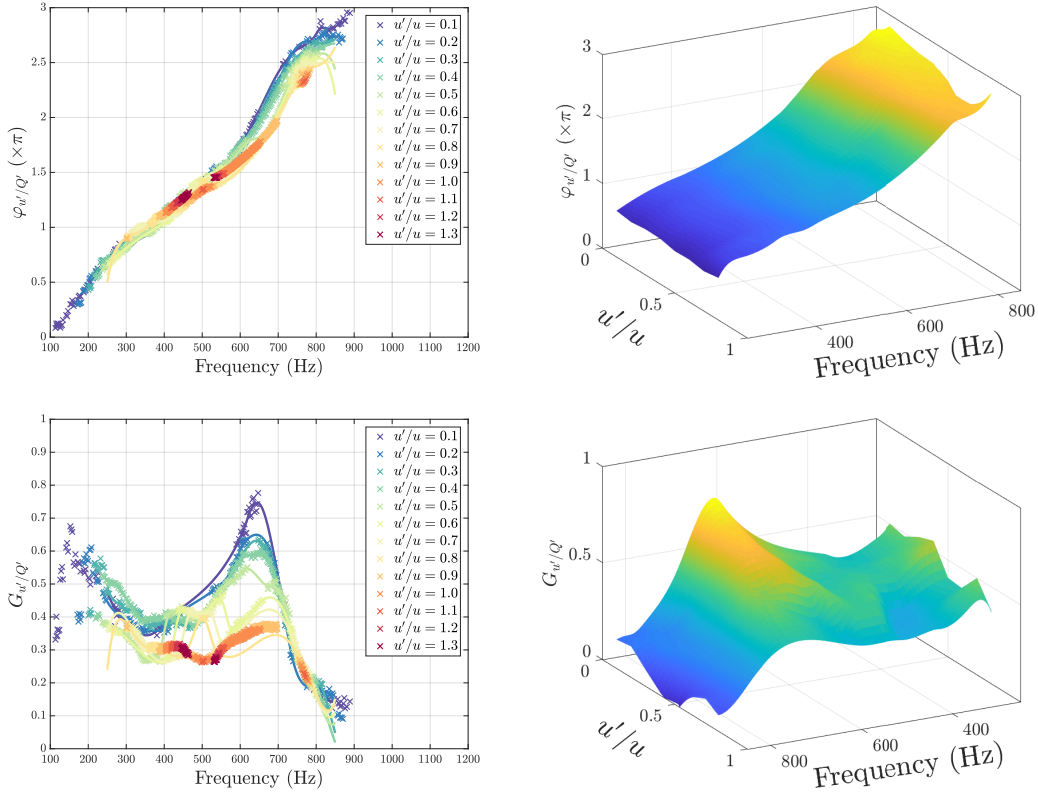 3
2.5
2
1.5
1
0.5
0
100 200 300 400 500 600 700 800 900 1000 1100 1200
Frequency (Hz)
φu′/Q′ (×π)
u′/u = 0.1
u′/u = 0.2
u′/u = 0.3
u′/u = 0.4
u′/u = 0.5
u′/u = 0.6
u′/u = 0.7
u′/u = 0.8
u′/u = 0.9
u′/u = 1.0
u′/u = 1.1
u′/u = 1.2
u′/u = 1.3
3
2
1
0
φu′/Q′ (×π)
0
0.5
1
u′/u
400
600
800
Frequency (Hz)
1
0.9
0.8
0.7
0.6
0.5
0.4
0.3
0.2
0.1
0
100 200 300 400 500 600 700 800 900 1000 1100 1200
Frequency (Hz)
Gu′/Q′
u′/u = 0.1
u′/u = 0.2
u′/u = 0.3
u′/u = 0.4
u′/u = 0.5
u′/u = 0.6
u′/u = 0.7
u′/u = 0.8
u′/u = 0.9
u′/u = 1.0
u′/u = 1.1
u′/u = 1.2
u′/u = 1.3
1
0.5
0
Gu′/Q′
0
0.5
1
u′/u
800
600
400
Frequency (Hz)